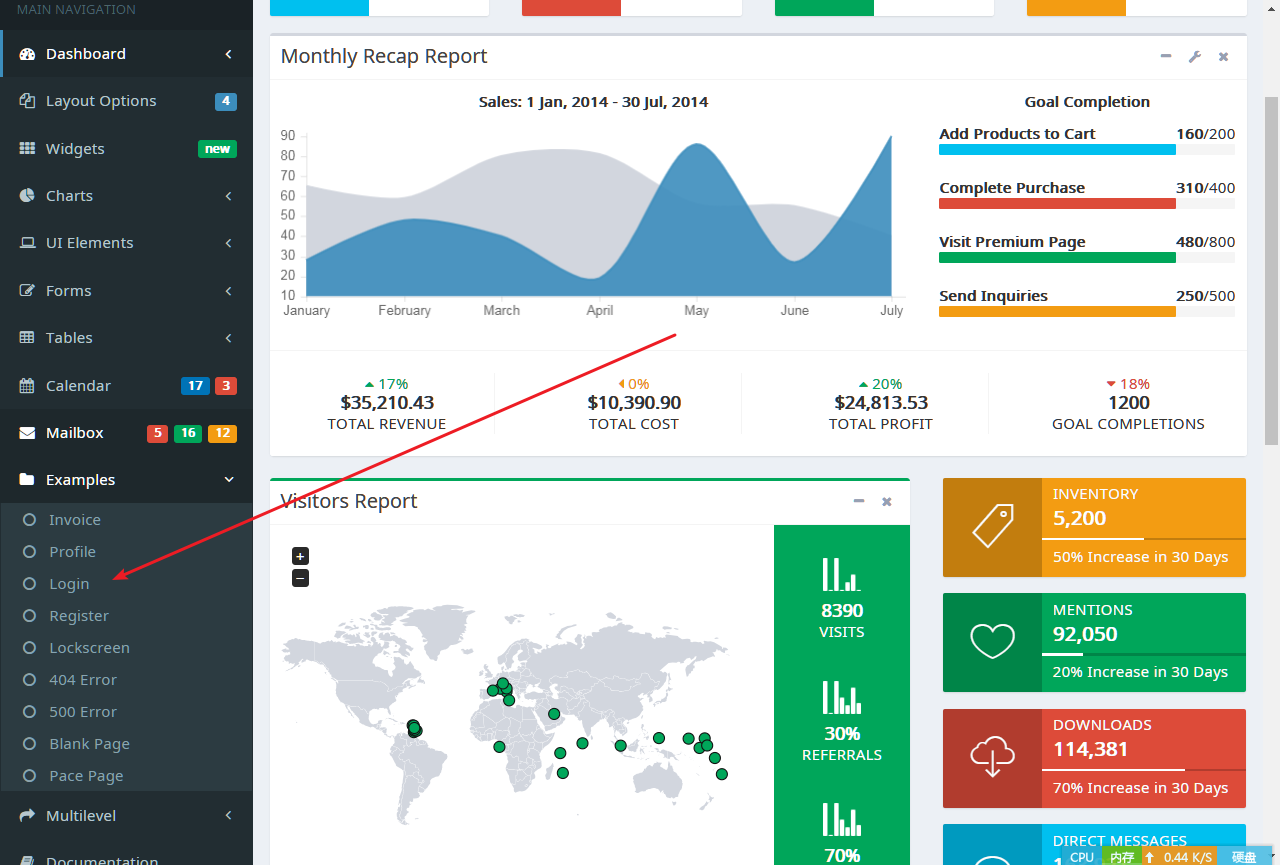 MAIN NAVIGATION
Dashboard
Layout Options 4
Widgets new
Charts
UI Elements
Forms
Tables
Calendar 17 3
Mailbox 5 16 12
Examples
Invoice
Profile
Login
Register
Lockscreen
404 Error
500 Error
Blank Page
Pace Page
Multilevel
Documentation
Monthly Recap Report
Sales: 1 Jan, 2014 - 30 Jul, 2014
90
80
70
60
50
40
30
20
10
January February March April May June July
Goal Completion
Add Products to Cart 160/200
Complete Purchase 310/400
Visit Premium Page 480/800
Send Inquiries 250/500
17%
$35,210.43
TOTAL REVENUE
0%
$10,390.90
TOTAL COST
20%
$24,813.53
TOTAL PROFIT
18%
1200
GOAL COMPLETIONS
Visitors Report
+
−
8390
VISITS
30%
REFERRALS
70%
INVENTORY
5,200
50% Increase in 30 Days
MENTIONS
92,050
20% Increase in 30 Days
DOWNLOADS
114,381
70% Increase in 30 Days
DIRECT MESSAGES
CPU 内存 0.44 K/S 硬盘